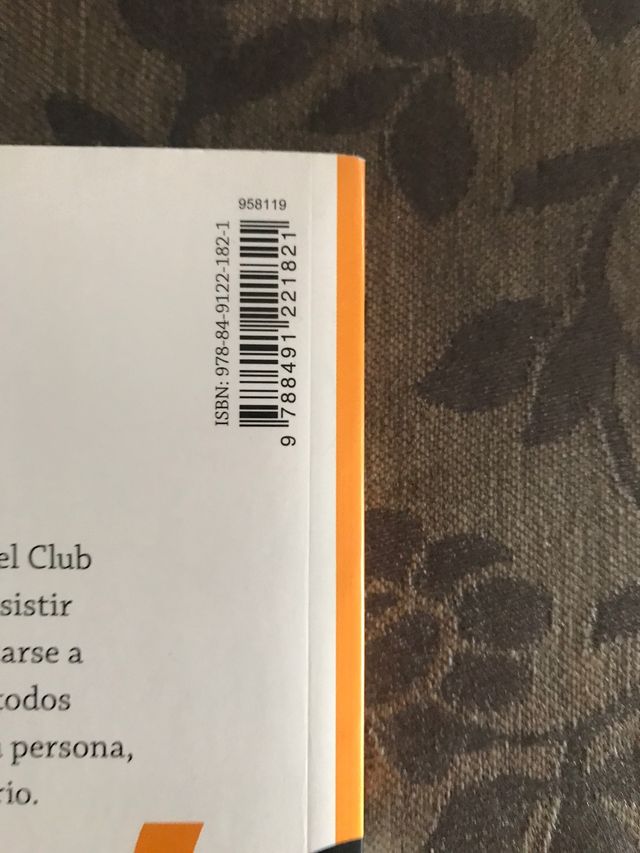 958119
ISBN: 978-84-9122-182-1
9 788491 221821
el Club
sistir
arse a
todos
persona,
rio.